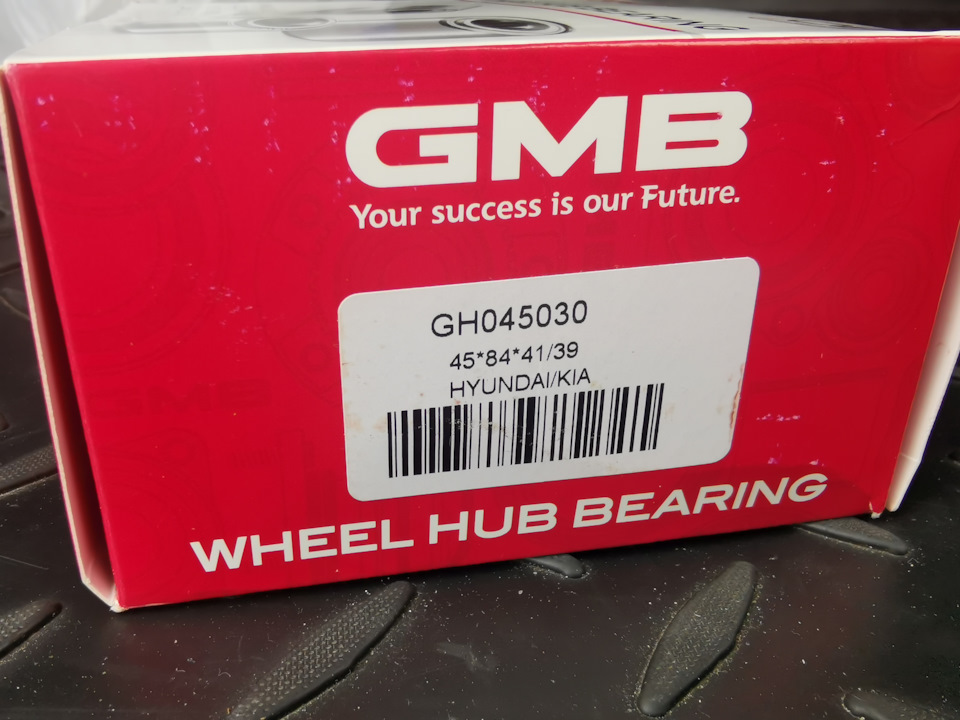 GMB
Your success is our Future.
GH045030
45*84*41/39
HYUNDAI/KIA
WHEEL HUB BEARING